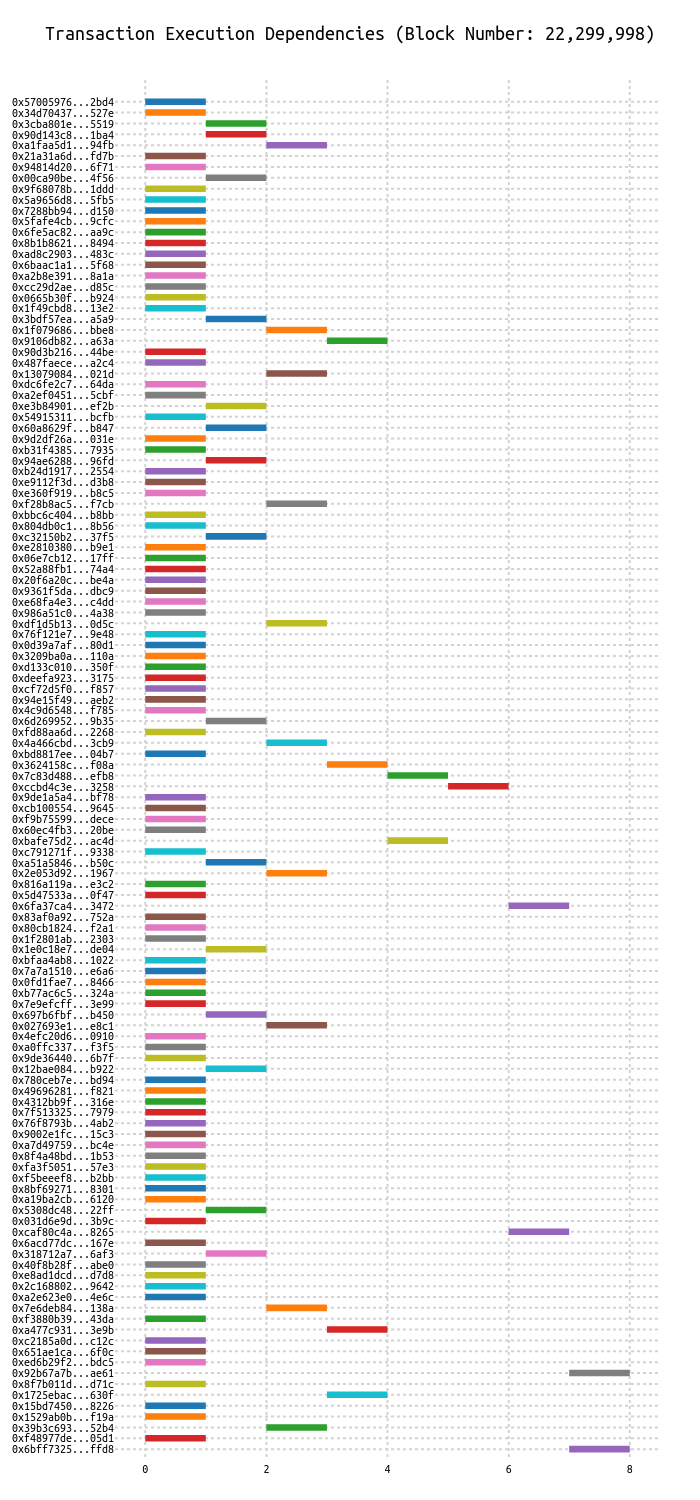 Transaction Execution Dependencies (Block Number: 22,299,998)
0x57005976...2bd4
0x34d70437...527e
0x3cba801e...5519
0x90d143c8...1ba4
0xa1faa5d1...94fb
0x21a31a6d...fd7b
0x94814d20...6f71
0x00ca90be...4f56
0x9f68078b...1ddd
0x5a9656d8...5fb5
0x7288bb94...d150
0x5fafe4cb...9cfc
0x6fe5ac82...aa9c
0x8b1b8621...8494
0xad8c2903...483c
0x6baac1a1...5f68
0xa2b8e391...8a1a
0xcc29d2ae...d85c
0x0665b30f...b924
0x1f49cbd8...13e2
0x3bdf57ea...a5a9
0x1f079686...bbe8
0x9106db82...a63a
0x90d3b216...44be
0x487faece...a2c4
0x13079084...021d
0xdc6fe2c7...64da
0xa2ef0451...5cbf
0xe3b84901...ef2b
0x54915311...bcfb
0x60a8629f...b847
0x9d2df26a...031e
0xb31f4385...7935
0x94ae6288...96fd
0xb24d1917...2554
0xe9112f3d...d3b8
0xe360f919...b8c5
0xf28b8ac5...f7cb
0xbbc6c404...b8bb
0x804db0c1...8b56
0xc32150b2...37f5
0xe2810380...b9e1
0x06e7cb12...17ff
0x52a88fb1...74a4
0x20f6a20c...be4a
0x9361f5da...dbc9
0xe68fa4e3...c4dd
0x986a51c0...4a38
0xdf1d5b13...0d5c
0x76f121e7...9e48
0x0d39a7af...80d1
0x3209ba0a...110a
0xd133c010...350f
0xdeefa923...3175
0xcf72d5f0...f857
0x94e15f49...aeb2
0x4c9d6548...f785
0x6d269952...9b35
0xfd88aa6d...2268
0x4a466cbd...3cb9
0xbd8817ee...04b7
0x3624158c...f08a
0x7c83d488...efb8
0xccbd4c3e...3258
0x9de1a5a4...bf78
0xcb100554...9645
0xf9b75599...dece
0x60ec4fb3...20be
0xbafe75d2...ac4d
0xc791271f...9338
0xa51a5846...b50c
0x2e053d92...1967
0x816a119a...e3c2
0x5d47533a...0f47
0x6fa37ca4...3472
0x83af0a92...752a
0x80cb1824...f2a1
0x1f2801ab...2303
0x1e0c18e7...de04
0xbfaa4ab8...1022
0x7a7a1510...e6a6
0x0fd1fae7...8466
0xb77ac6c5...324a
0x7e9efcff...3e99
0x697b6fbf...b450
0x027693e1...e8c1
0x4efc20d6...0910
0xa0ffc337...f3f5
0x9de36440...6b7f
0x12bae084...b922
0x780ceb7e...bd94
0x49696281...f821
0x4312bb9f...316e
0x7f513325...7979
0x76f8793b...4ab2
0x9002e1fc...15c3
0xa7d49759...bc4e
0x8f4a48bd...1b53
0xfa3f5051...57e3
0xf5beeef8...b2bb
0x8bf69271...8301
0xa19ba2cb...6120
0x5308dc48...22ff
0x031d6e9d...3b9c
0xcaf80c4a...8265
0x6acd77dc...167e
0x318712a7...6af3
0x40f8b28f...abe0
0xe8ad1dcd...d7d8
0x2c168802...9642
0xa2e623e0...4e6c
0x7e6deb84...138a
0xf3880b39...43da
0xa477c931...3e9b
0xc2185a0d...c12c
0x651ae1ca...6f0c
0xed6b29f2...bdc5
0x92b67a7b...ae61
0x8f7b011d...d71c
0x1725ebac...630f
0x15bd7450...8226
0x1529ab0b...f19a
0x39b3c693...52b4
0xf48977de...05d1
0x6bff7325...ffd8
0 2 4 6 8